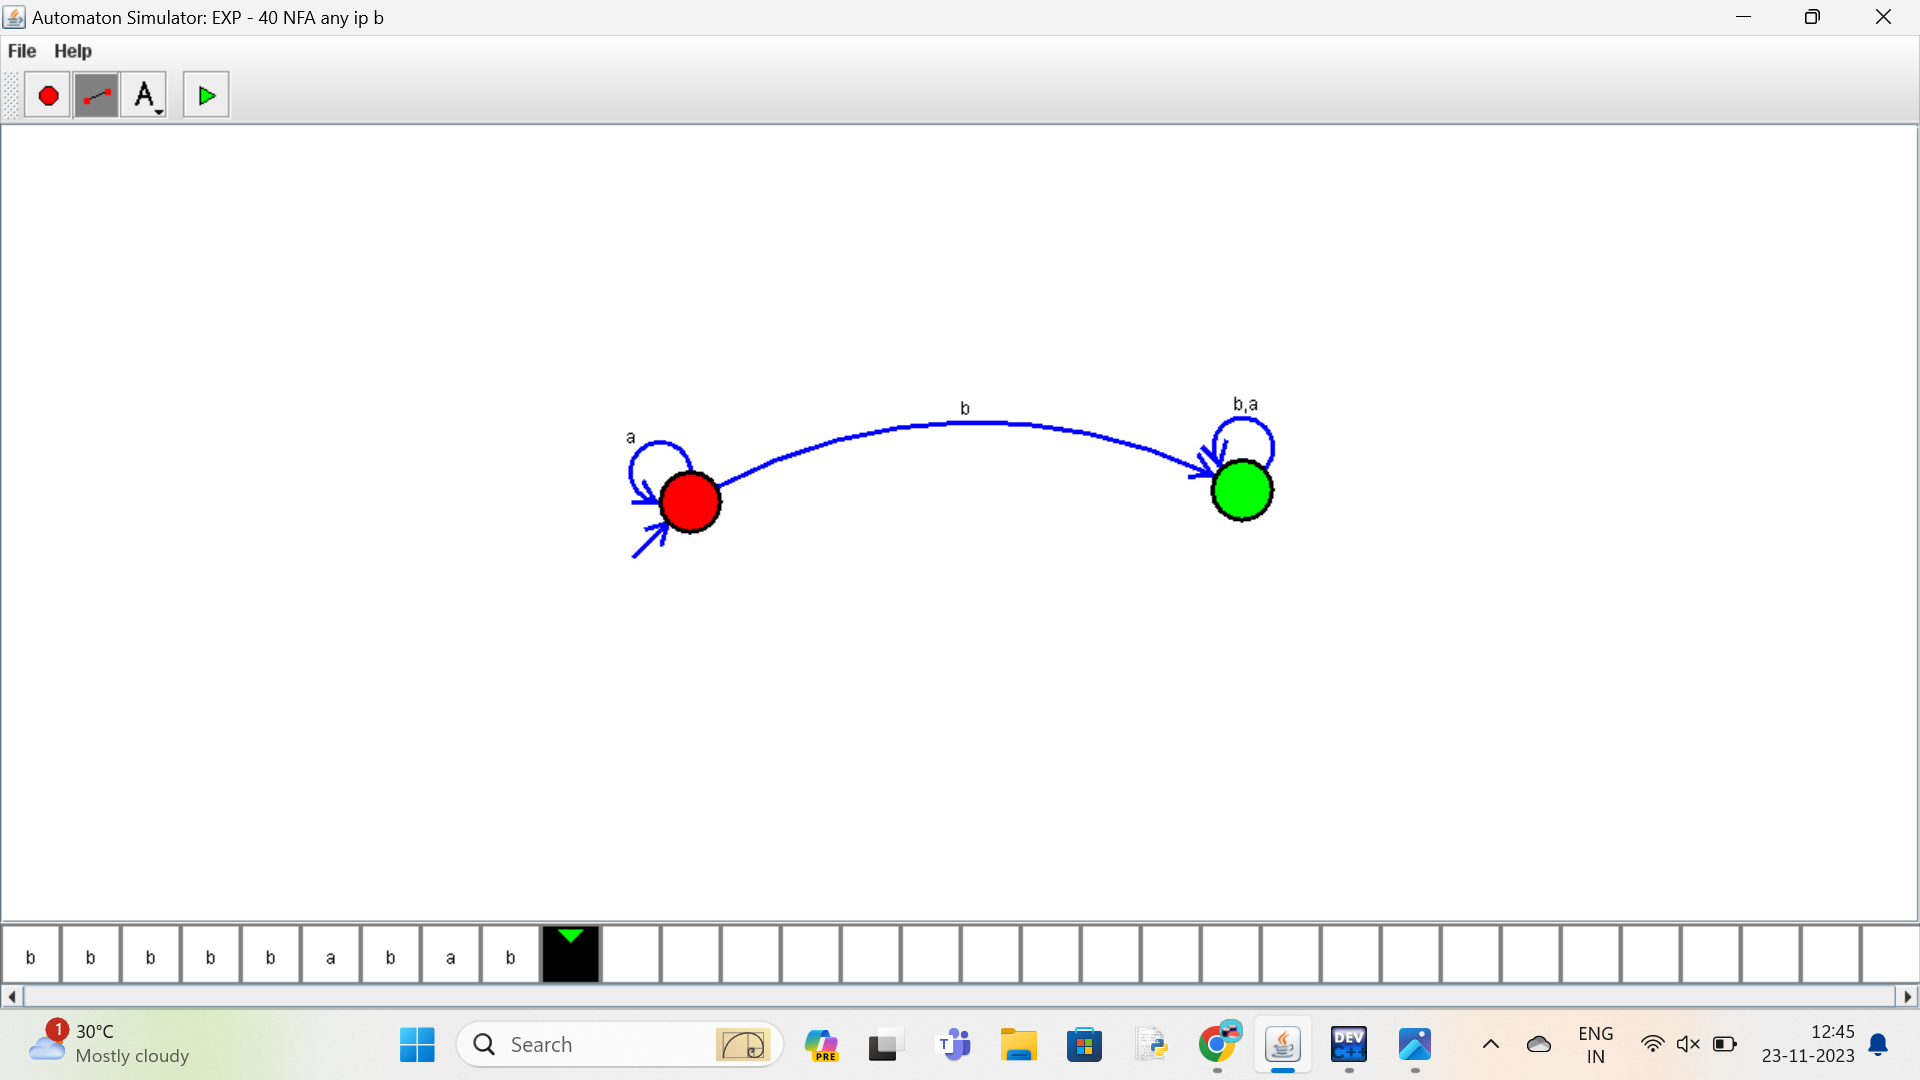 Automaton Simulator: EXP - 40 NFA any ip b
File Help
A
b
b,a
a
b b b b b a b a b
1
30°C
Mostly cloudy
Search
PRE
T
DEV
C++
ENG
IN
12:45
23-11-2023